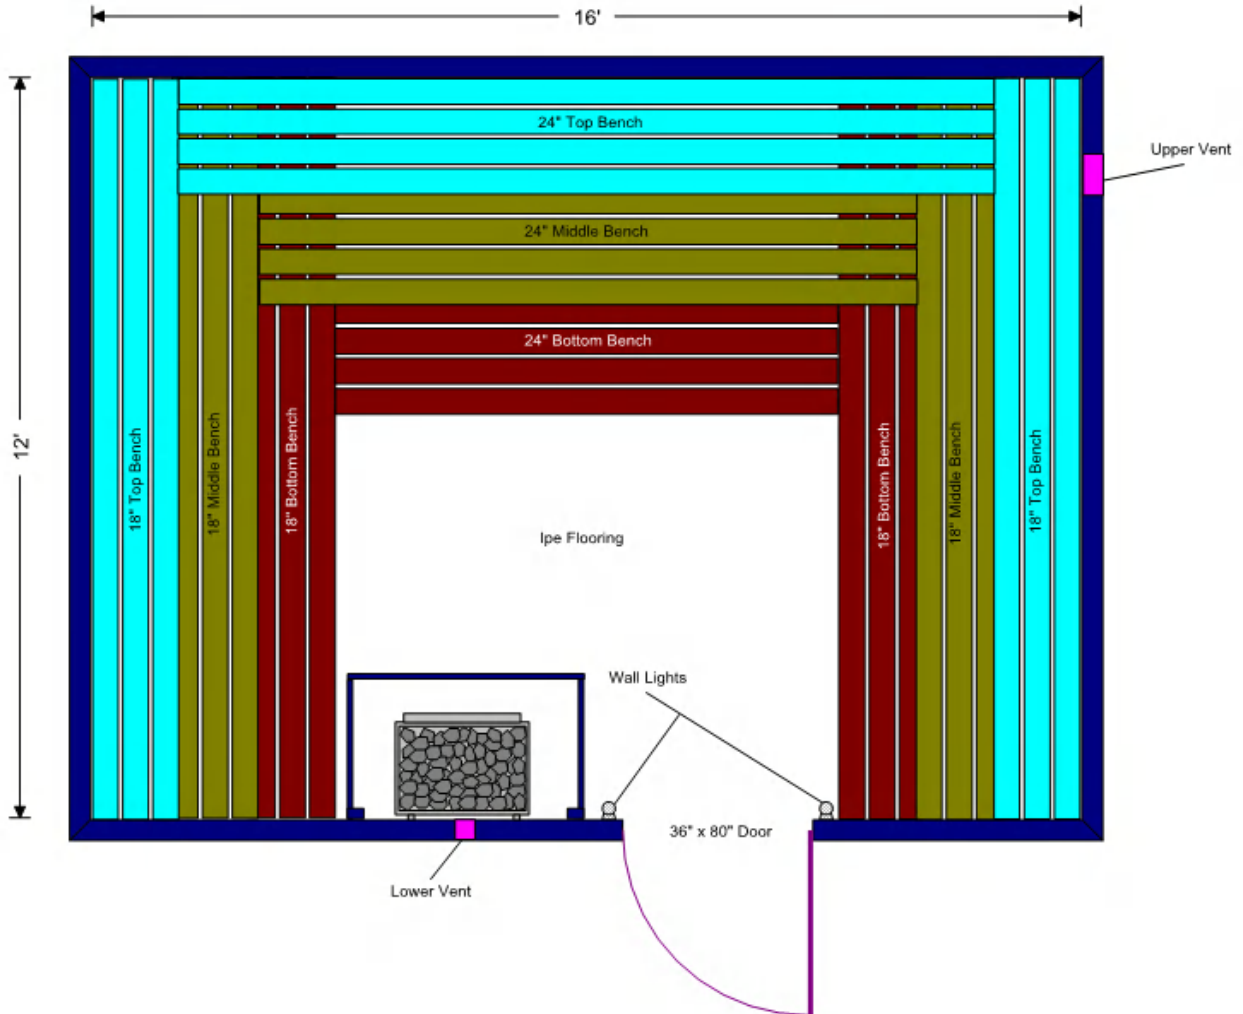 16'
Upper Vent
24" Top Bench
24" Middle Bench
24" Bottom Bench
12'
18" Top Bench
18" Middle Bench
18" Bottom Bench
18" Bottom Bench
18" Middle Bench
18" Top Bench
Ipe Flooring
Wall Lights
36" x 80" Door
Lower Vent